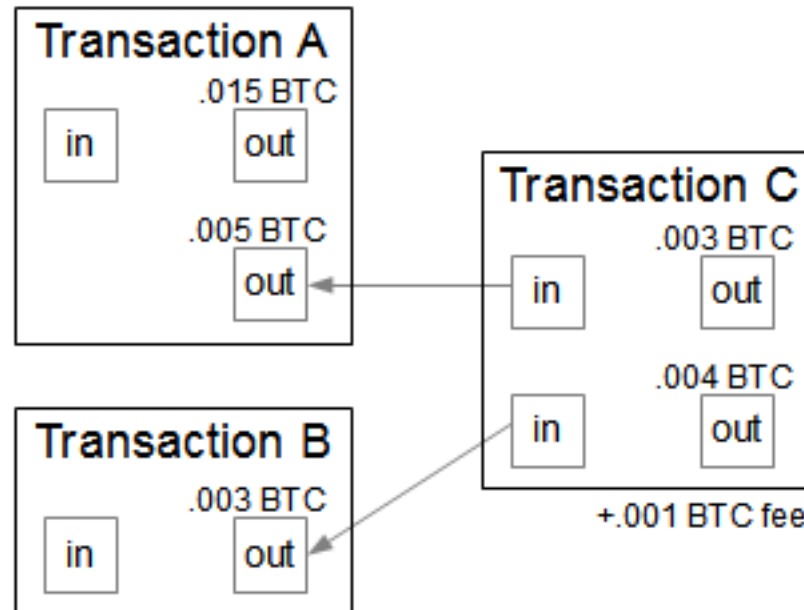 Transaction A
.015 BTC
in
out
.005 BTC
out
Transaction C
.003 BTC
in
out
.004 BTC
in
out
+.001 BTC fee
Transaction B
.003 BTC
in
out